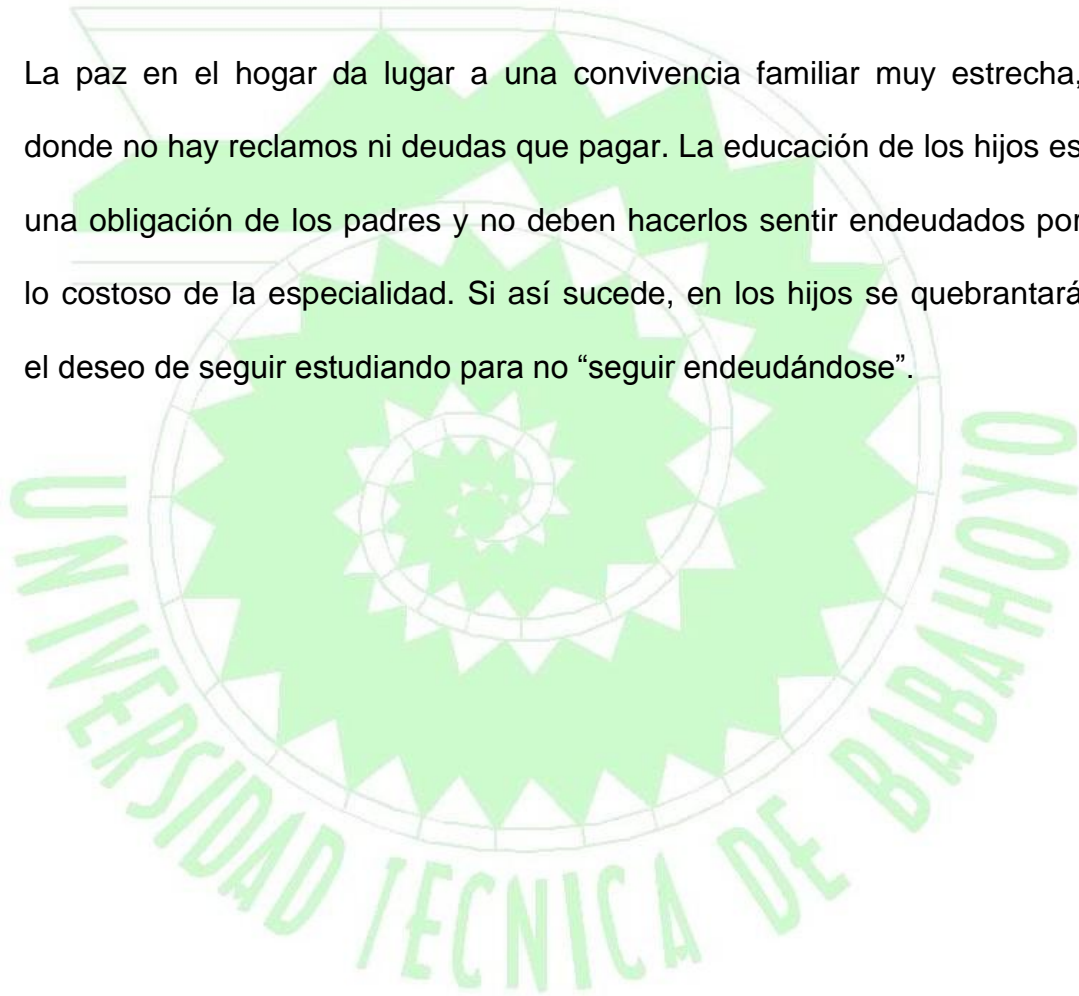 La paz en el hogar da lugar a una convivencia familiar muy estrecha,
donde no hay reclamos ni deudas que pagar. La educación de los hijos es
una obligación de los padres y no deben hacerlos sentir endeudados por
lo costoso de la especialidad. Si así sucede, en los hijos se quebrantará
el deseo de seguir estudiando para no “seguir endeudándose”.
UNIVERSIDAD TECNICA DE BABAHOYO